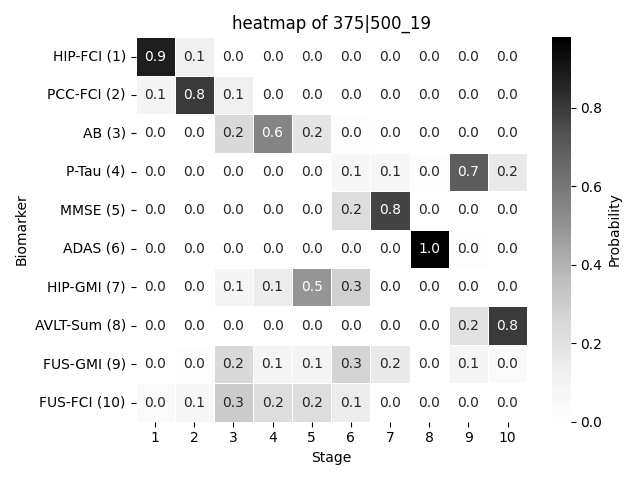 heatmap of 375|500_19
HIP-FCI (1) 0.9 0.1 0.0 0.0 0.0 0.0 0.0 0.0 0.0 0.0
PCC-FCI (2) 0.1 0.8 0.1 0.0 0.0 0.0 0.0 0.0 0.0 0.0
AB (3) 0.0 0.0 0.2 0.6 0.2 0.0 0.0 0.0 0.0 0.0
P-Tau (4) 0.0 0.0 0.0 0.0 0.0 0.1 0.1 0.0 0.7 0.2
MMSE (5) 0.0 0.0 0.0 0.0 0.0 0.2 0.8 0.0 0.0 0.0
ADAS (6) 0.0 0.0 0.0 0.0 0.0 0.0 0.0 1.0 0.0 0.0
HIP-GMI (7) 0.0 0.0 0.1 0.1 0.5 0.3 0.0 0.0 0.0 0.0
AVLT-Sum (8) 0.0 0.0 0.0 0.0 0.0 0.0 0.0 0.0 0.2 0.8
FUS-GMI (9) 0.0 0.0 0.2 0.1 0.1 0.3 0.2 0.0 0.1 0.0
FUS-FCI (10) 0.0 0.1 0.3 0.2 0.2 0.1 0.0 0.0 0.0 0.0
1 2 3 4 5 6 7 8 9 10
Stage
Biomarker
0.8
0.6
0.4
0.2
0.0
Probability